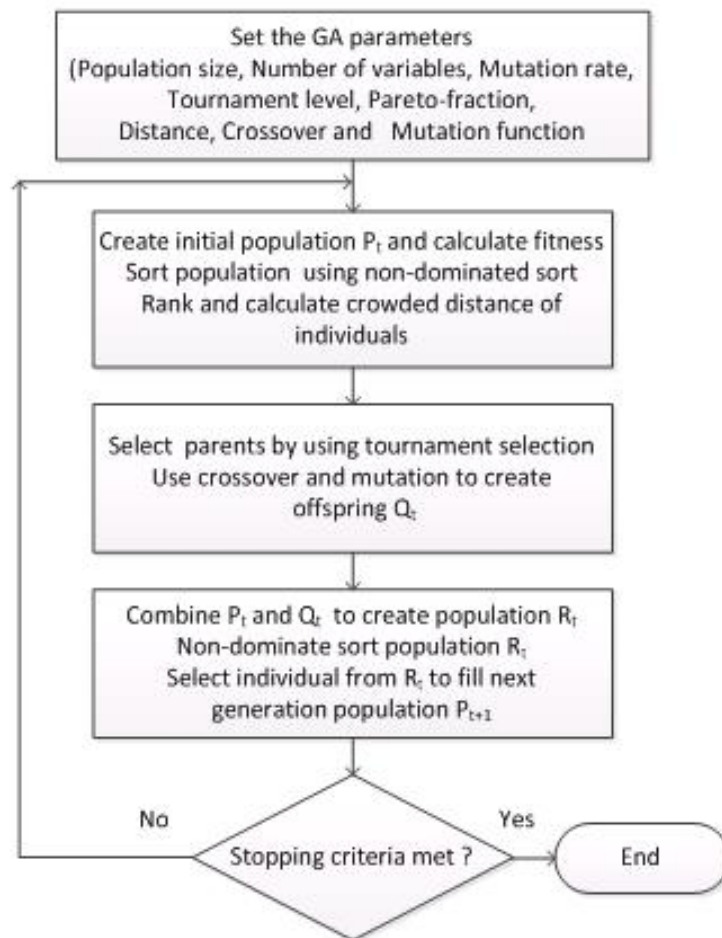 Set the GA parameters
(Population size, Number of variables, Mutation rate,
Tournament level, Pareto-fraction,
Distance, Crossover and Mutation function
Create initial population Pₜ and calculate fitness
Sort population using non-dominated sort
Rank and calculate crowded distance of
individuals
Select parents by using tournament selection
Use crossover and mutation to create
offspring Qₜ
Combine Pₜ and Qₜ to create population Rₜ
Non-dominate sort population Rₜ
Select individual from Rₜ to fill next
generation population Pₜ₊₁
No
Yes
Stopping criteria met ?
End